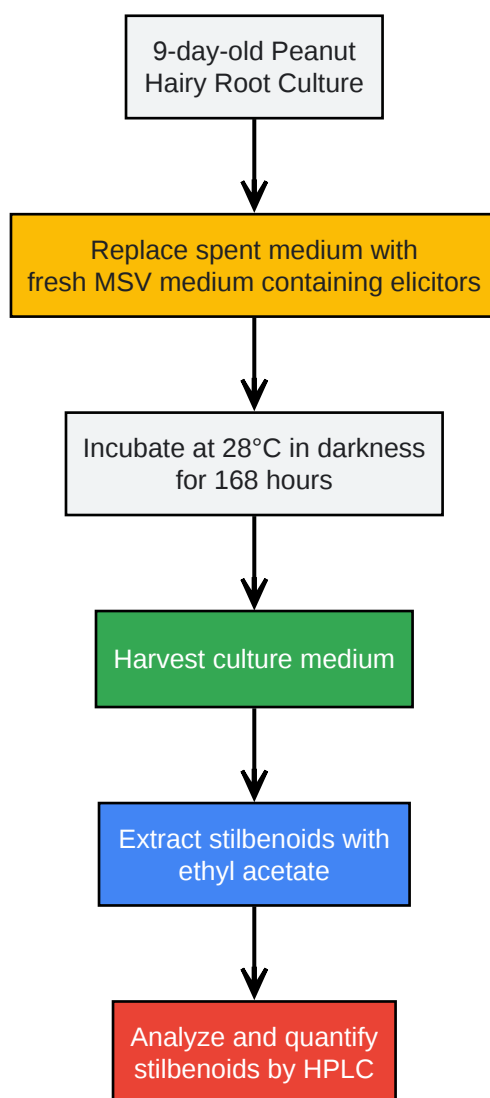 9-day-old Peanut
Hairy Root Culture
Replace spent medium with
fresh MSV medium containing elicitors
Incubate at 28°C in darkness
for 168 hours
Harvest culture medium
Extract stilbenoids with
ethyl acetate
Analyze and quantify
stilbenoids by HPLC